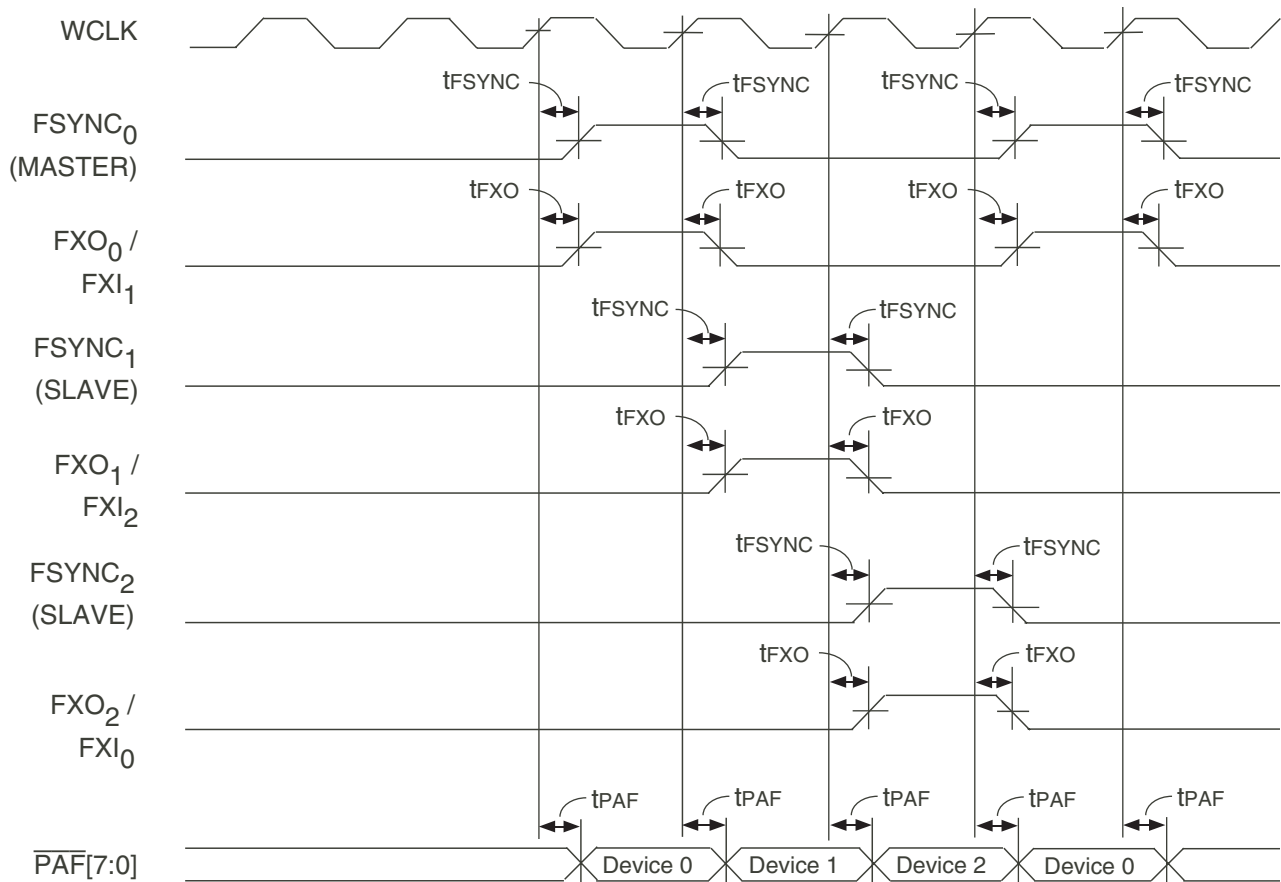 WCLK
tFSYNC tFSYNC tFSYNC tFSYNC
FSYNC0
(MASTER)
tFXO tFXO tFXO tFXO
FXO0 /
FXI1
tFSYNC tFSYNC
FSYNC1
(SLAVE)
tFXO tFXO
FXO1 /
FXI2
tFSYNC tFSYNC
FSYNC2
(SLAVE)
tFXO tFXO
FXO2 /
FXI0
tPAF tPAF tPAF tPAF tPAF
PAF[7:0] Device 0 Device 1 Device 2 Device 0